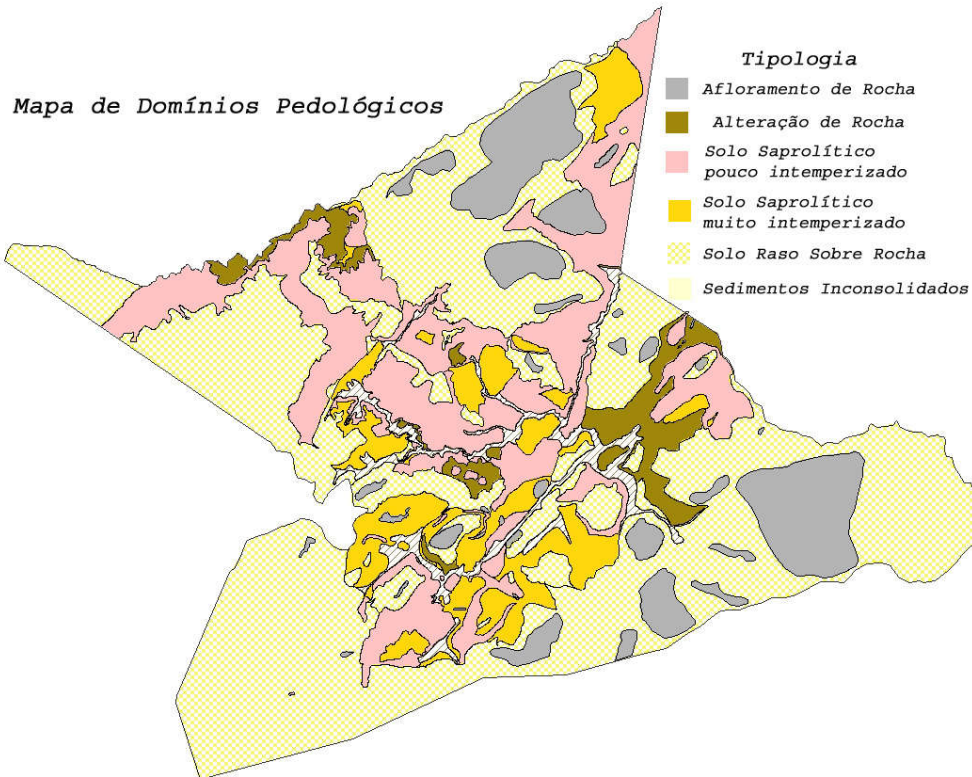 Mapa de Domínios Pedológicos
Tipologia
Afloramento de Rocha
Alteração de Rocha
Solo Saprolítico
pouco intemperizado
Solo Saprolítico
muito intemperizado
Solo Raso Sobre Rocha
Sedimentos Inconsolidados